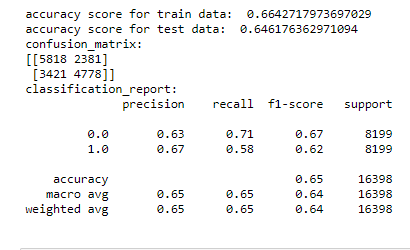 accuracy score for train data:  0.6642717973697029
accuracy score for test data:  0.646176362971094
confusion_matrix:
[[5818 2381]
 [3421 4778]]
classification_report:
              precision    recall  f1-score   support

         0.0       0.63      0.71      0.67      8199
         1.0       0.67      0.58      0.62      8199

    accuracy                           0.65     16398
   macro avg       0.65      0.65      0.64     16398
weighted avg       0.65      0.65      0.64     16398